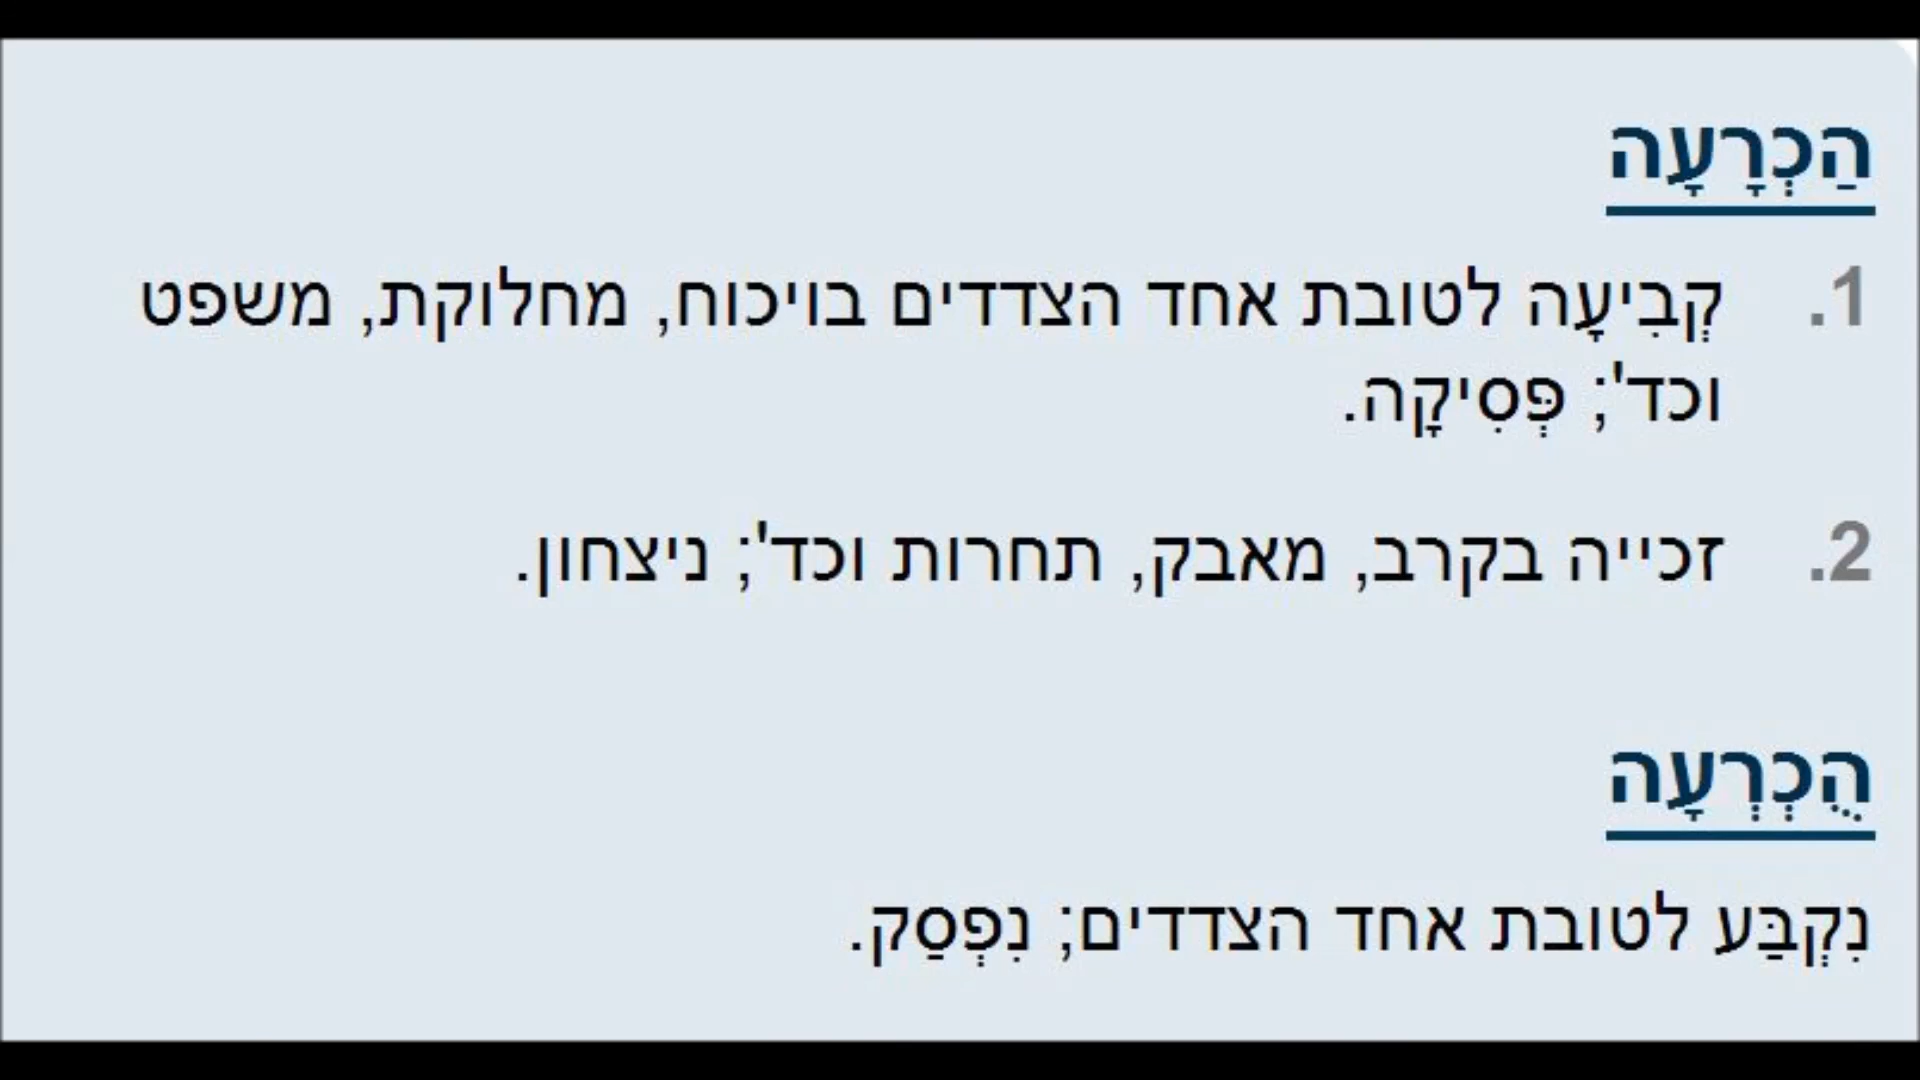 הַכְרָעָה
1. קְבִיעָה לטובת אחד הצדדים בויכוח, מחלוקת, משפט
וכד'; פְּסִיקָה.
2. זכייה בקרב, מאבק, תחרות וכד'; ניצחון.
הֻכְרְעָה
נִקְבַּע לטובת אחד הצדדים; נִפְסַק.